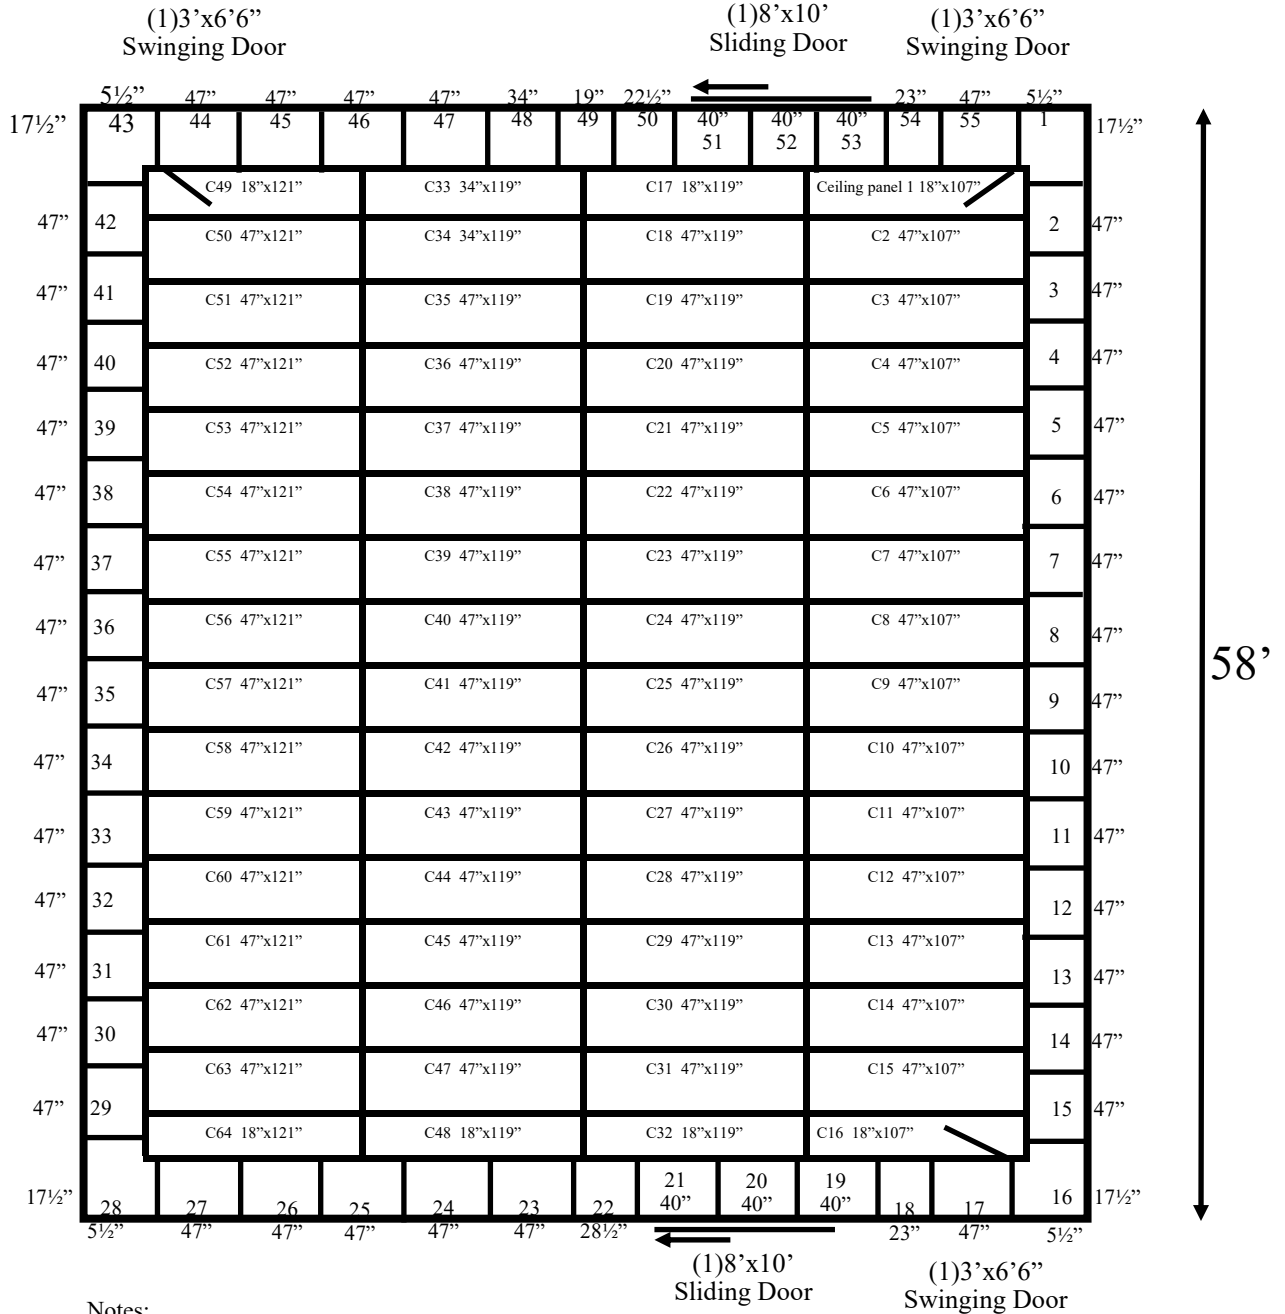 (1)3’x6’6”
Swinging Door
(1)8’x10’
Sliding Door
(1)3’x6’6”
Swinging Door
5½” 47” 47” 47” 47” 34” 19” 22½” 23” 47” 5½”
17½” 43 44 45 46 47 48 49 50 40” 40” 40” 54 55 1 17½”
51 52 53
C49 18”x121” C33 34”x119” C17 18”x119” Ceiling panel 1 18”x107”
47” 42 C50 47”x121” C34 34”x119” C18 47”x119” C2 47”x107” 2 47”
47” 41 C51 47”x121” C35 47”x119” C19 47”x119” C3 47”x107” 3 47”
47” 40 C52 47”x121” C36 47”x119” C20 47”x119” C4 47”x107” 4 47”
47” 39 C53 47”x121” C37 47”x119” C21 47”x119” C5 47”x107” 5 47”
47” 38 C54 47”x121” C38 47”x119” C22 47”x119” C6 47”x107” 6 47”
47” 37 C55 47”x121” C39 47”x119” C23 47”x119” C7 47”x107” 7 47”
47” 36 C56 47”x121” C40 47”x119” C24 47”x119” C8 47”x107” 8 47”
58’
47” 35 C57 47”x121” C41 47”x119” C25 47”x119” C9 47”x107” 9 47”
47” 34 C58 47”x121” C42 47”x119” C26 47”x119” C10 47”x107” 10 47”
47” 33 C59 47”x121” C43 47”x119” C27 47”x119” C11 47”x107” 11 47”
47” 32 C60 47”x121” C44 47”x119” C28 47”x119” C12 47”x107” 12 47”
47” 31 C61 47”x121” C45 47”x119” C29 47”x119” C13 47”x107” 13 47”
47” 30 C62 47”x121” C46 47”x119” C30 47”x119” C14 47”x107” 14 47”
47” 29 C63 47”x121” C47 47”x119” C31 47”x119” C15 47”x107” 15 47”
C64 18”x121” C48 18”x119” C32 18”x119” C16 18”x107”
17½” 28 27 26 25 24 23 22 21 20 19 18 17 16 17½”
40” 40” 40”
5½” 47” 47” 47” 47” 47” 28½” 23” 47” 5½”
(1)8’x10'
Sliding Door
(1)3’x6‘6”
Swinging Door
Notes: